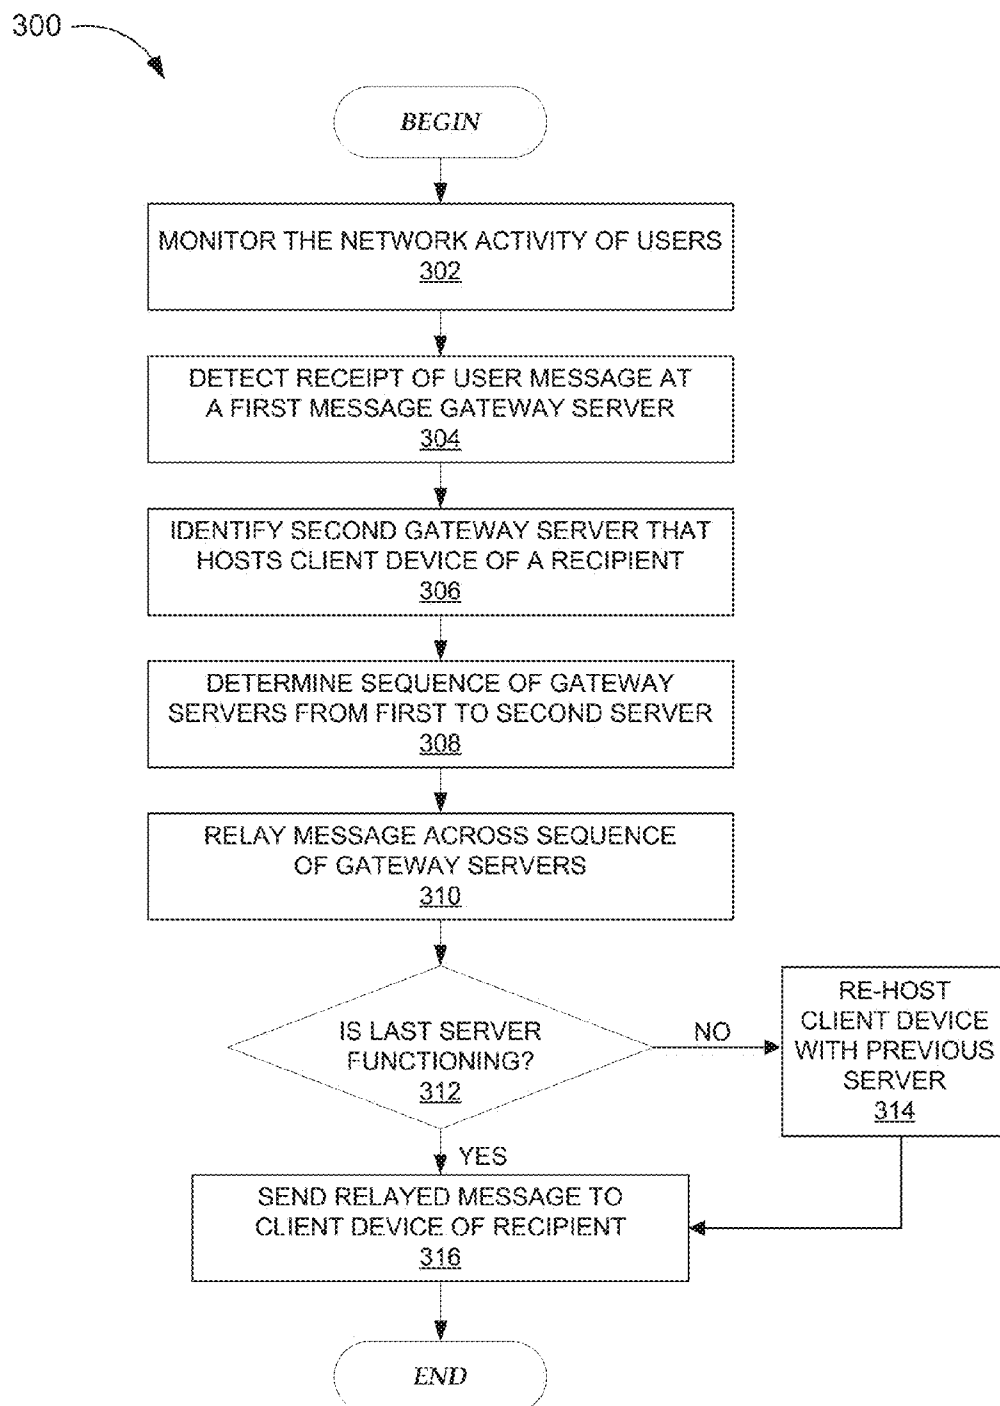 300
BEGIN
MONITOR THE NETWORK ACTIVITY OF USERS
302
DETECT RECEIPT OF USER MESSAGE AT
A FIRST MESSAGE GATEWAY SERVER
304
IDENTIFY SECOND GATEWAY SERVER THAT
HOSTS CLIENT DEVICE OF A RECIPIENT
306
DETERMINE SEQUENCE OF GATEWAY
SERVERS FROM FIRST TO SECOND SERVER
308
RELAY MESSAGE ACROSS SEQUENCE
OF GATEWAY SERVERS
310
IS LAST SERVER
FUNCTIONING?
312
NO
RE-HOST
CLIENT DEVICE
WITH PREVIOUS
SERVER
314
YES
SEND RELAYED MESSAGE TO
CLIENT DEVICE OF RECIPIENT
316
END